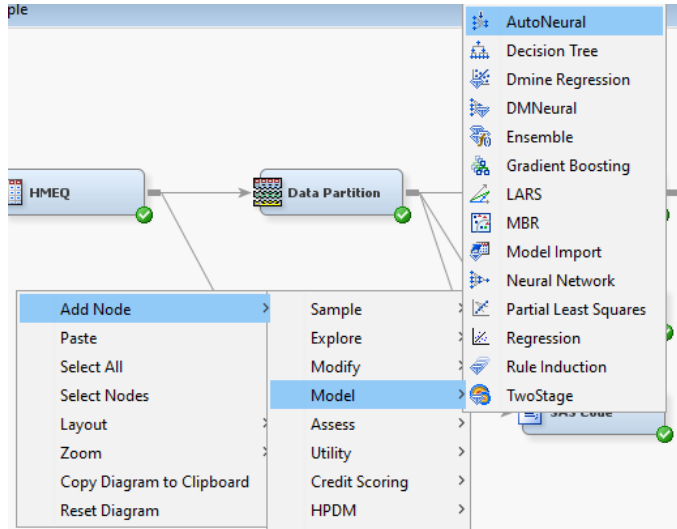 ple
HMEQ
Data Partition
SAS Code
Add Node
Paste
Select All
Select Nodes
Layout
Zoom
Copy Diagram to Clipboard
Reset Diagram
Sample
Explore
Modify
Model
Assess
Utility
Credit Scoring
HPDM
AutoNeural
Decision Tree
Dmine Regression
DMNeural
Ensemble
Gradient Boosting
LARS
MBR
Model Import
Neural Network
Partial Least Squares
Regression
Rule Induction
TwoStage